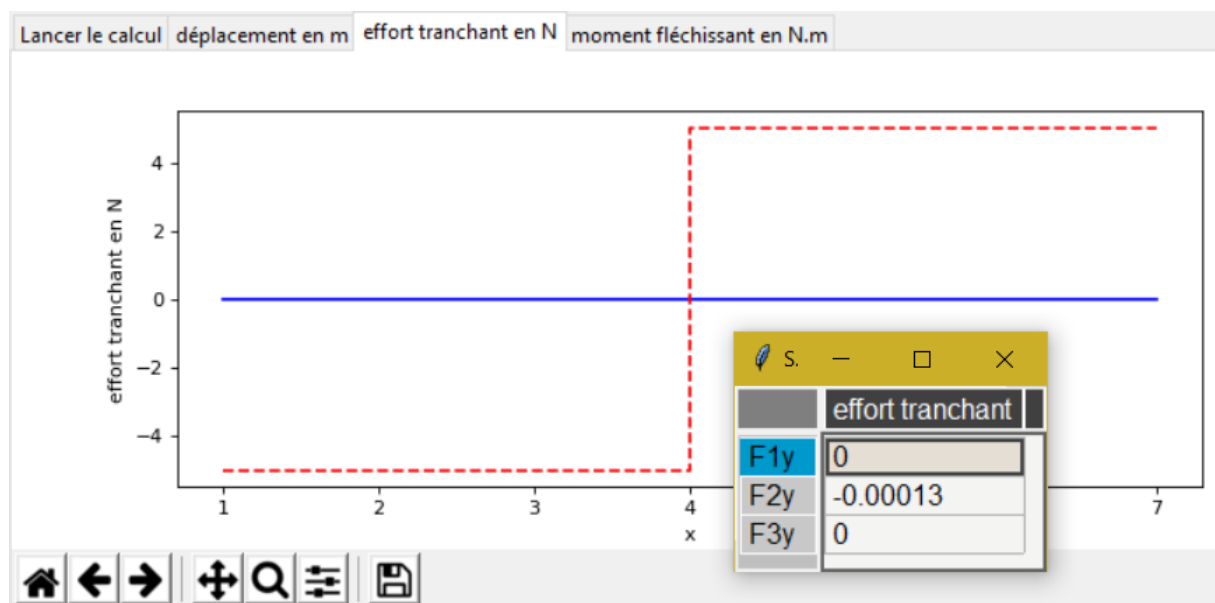 Lancer le calcul déplacement en m effort tranchant en N moment fléchissant en N.m
effort tranchant en N
4
2
0
−2
−4
1 2 3 4 7
x
S.
effort tranchant
F1y 0
F2y -0.00013
F3y 0